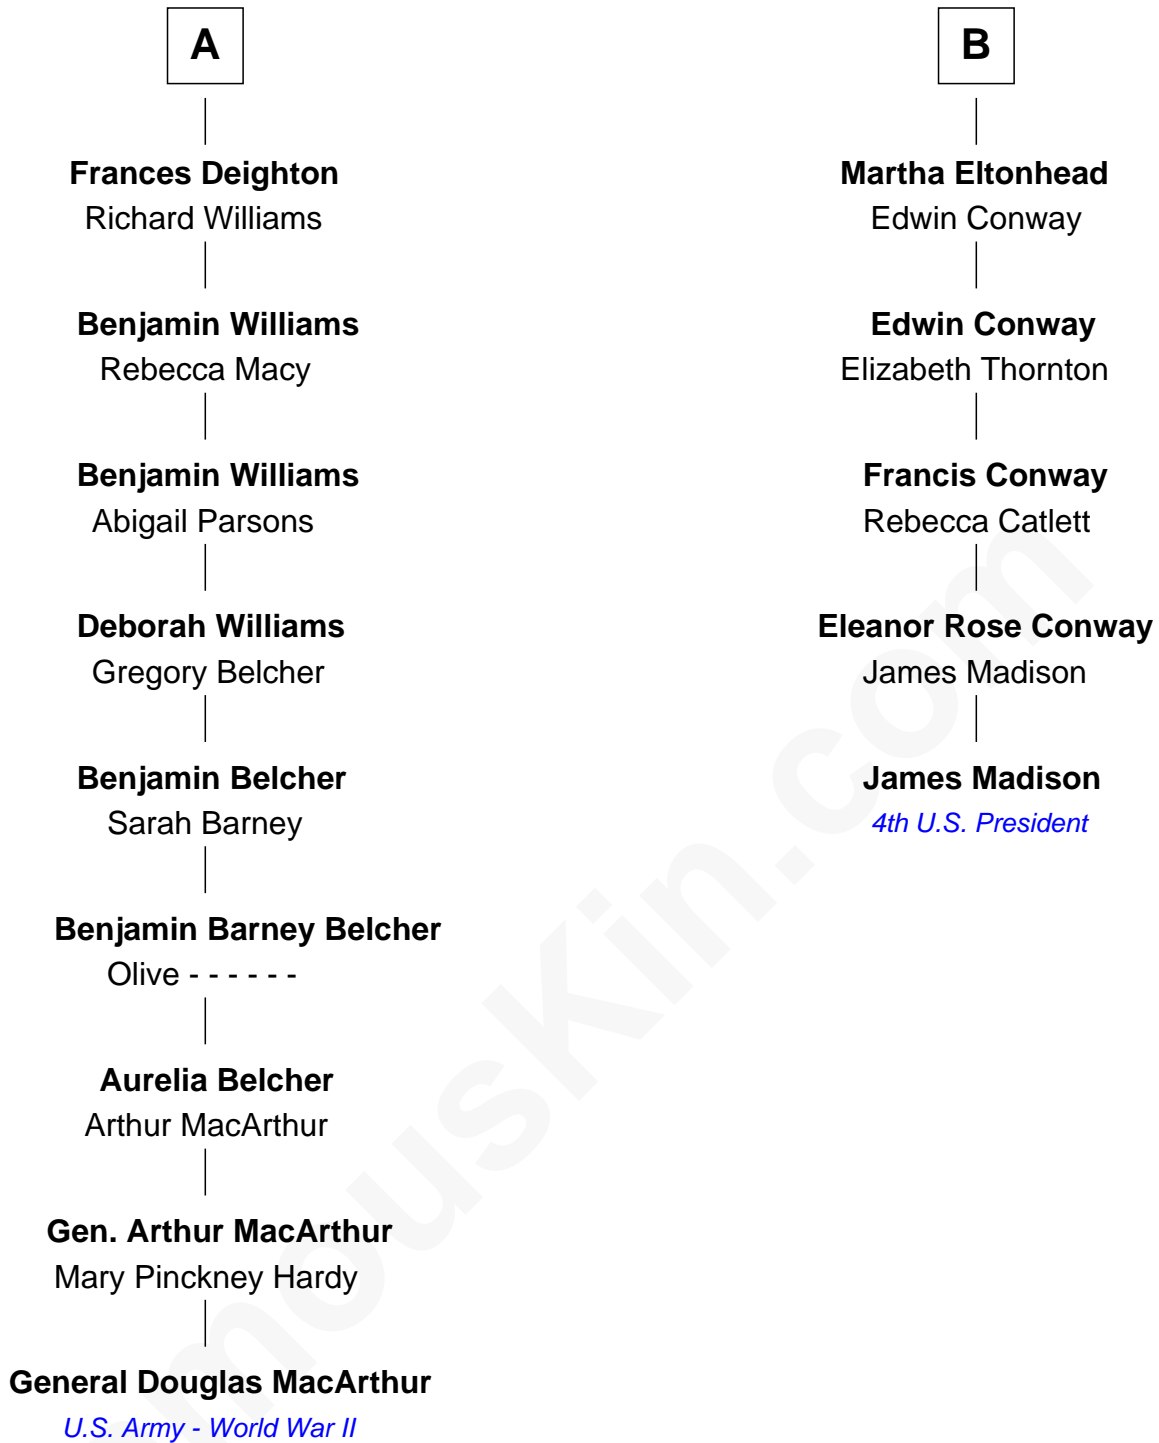 A
Frances Deighton
Richard Williams
Benjamin Williams
Rebecca Macy
Benjamin Williams
Abigail Parsons
Deborah Williams
Gregory Belcher
Benjamin Belcher
Sarah Barney
Benjamin Barney Belcher
Olive - - - - - -
Aurelia Belcher
Arthur MacArthur
Gen. Arthur MacArthur
Mary Pinckney Hardy
General Douglas MacArthur
U.S. Army - World War II
B
Martha Eltonhead
Edwin Conway
Edwin Conway
Elizabeth Thornton
Francis Conway
Rebecca Catlett
Eleanor Rose Conway
James Madison
James Madison
4th U.S. President
mousKin.com